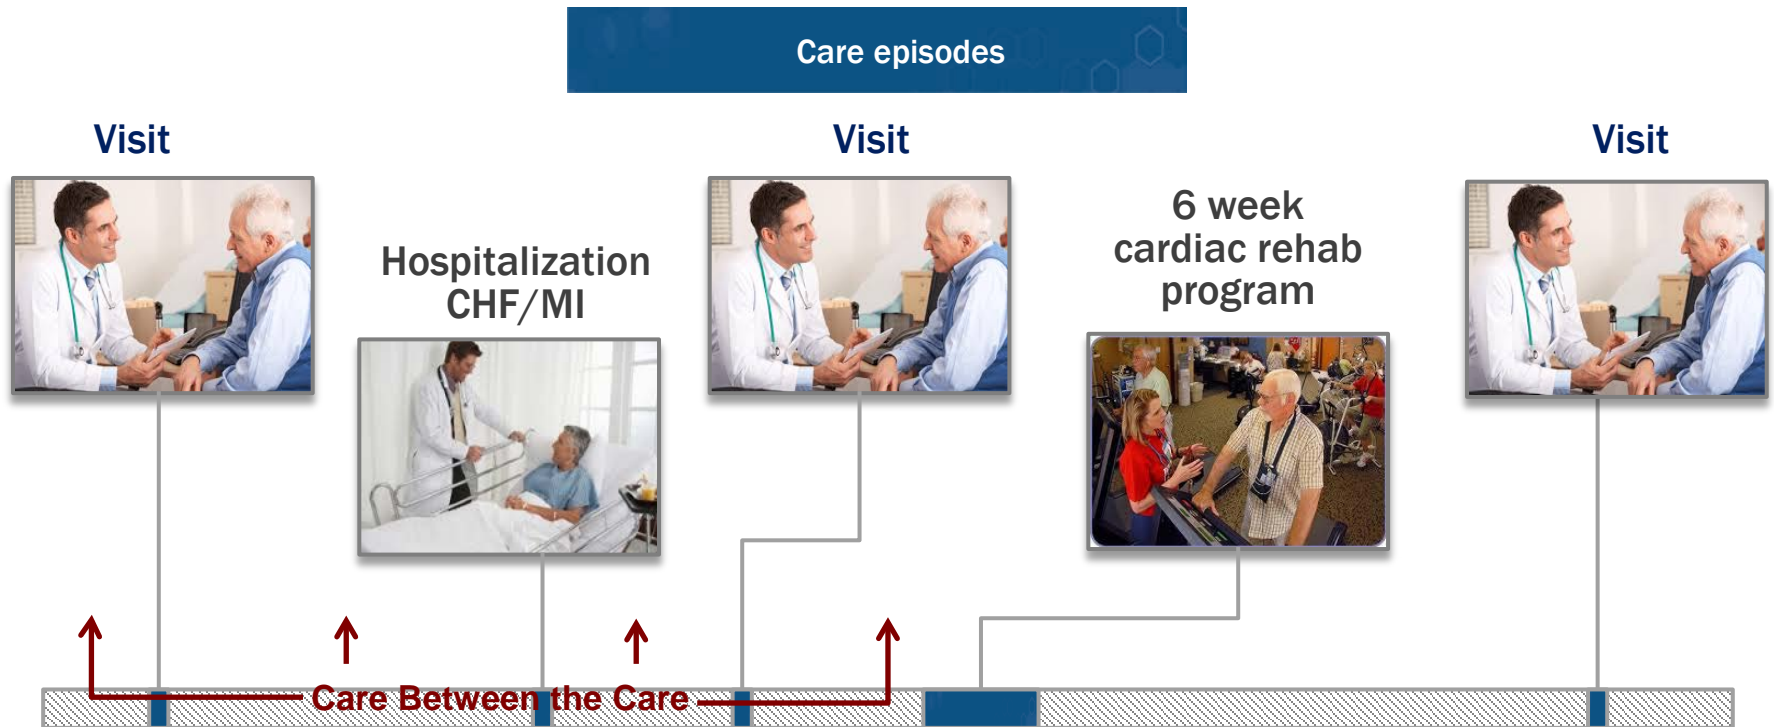 Care episodes
Visit
Visit
Visit
Hospitalization
CHF/MI
6 week
cardiac rehab
program
Care Between the Care